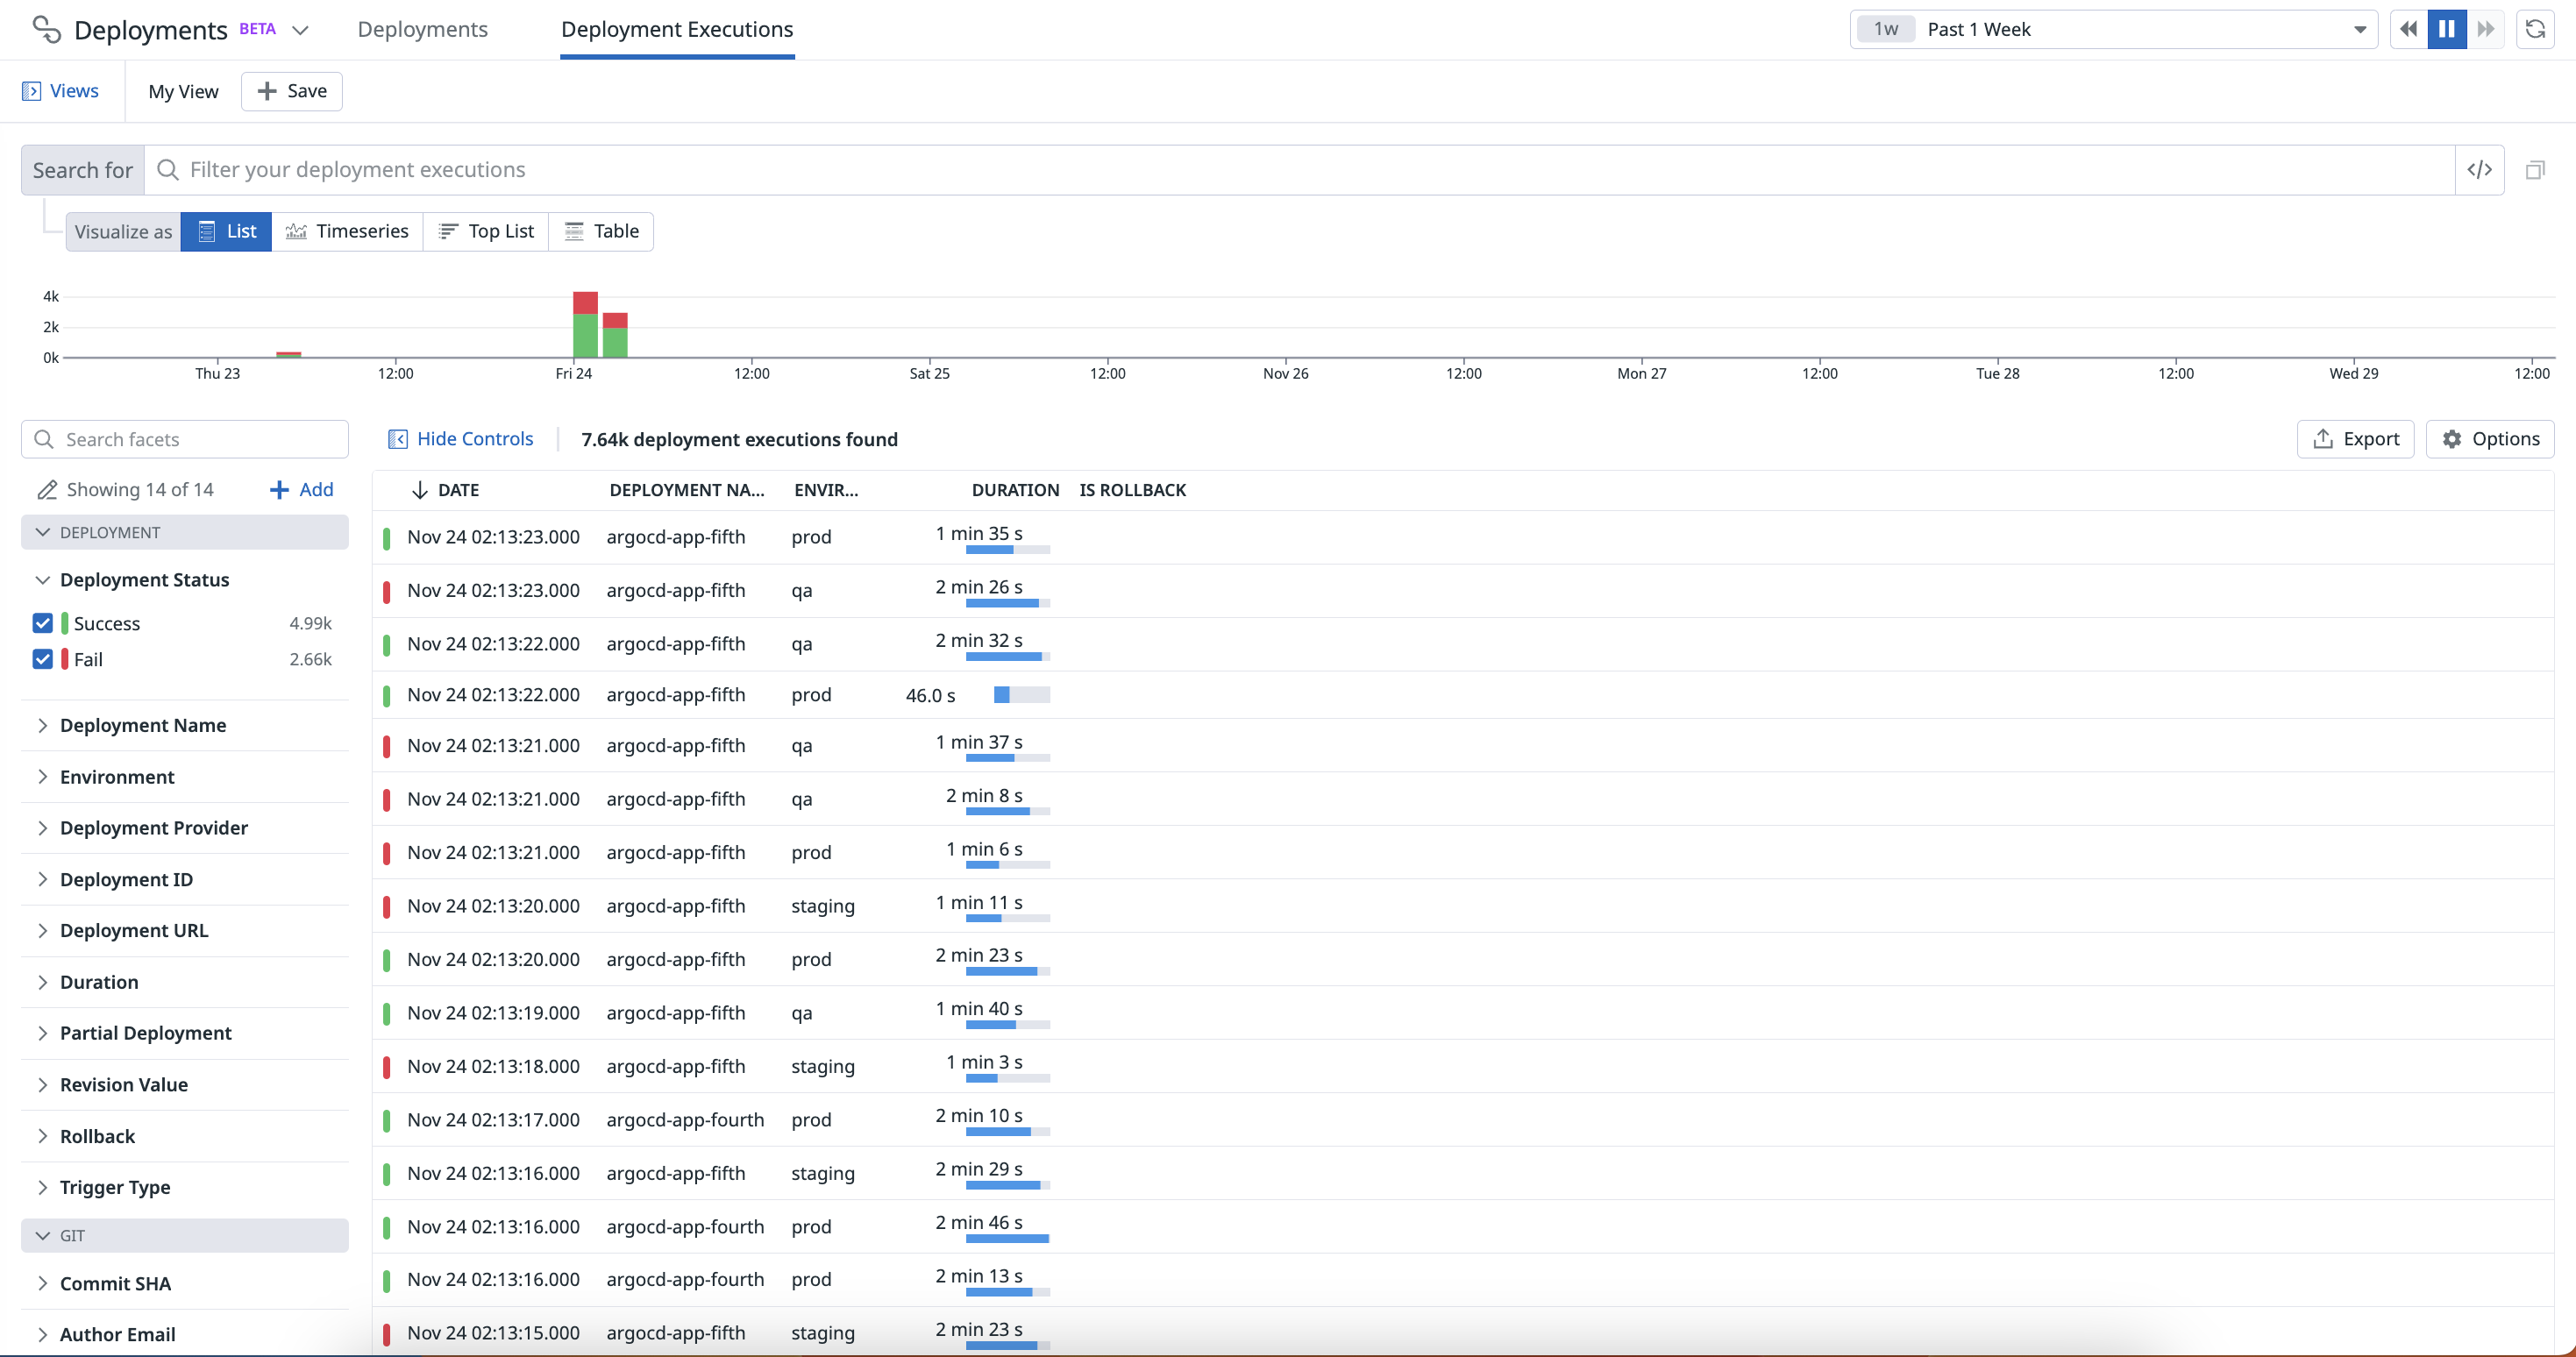 Deployments BETA Deployments Deployment Executions 1w Past 1 Week
Views My View Save
Search for Filter your deployment executions </>
Visualize as List Timeseries Top List Table
4k
2k
0k
Thu 23 12:00 Fri 24 12:00 Sat 25 12:00 Nov 26 12:00 Mon 27 12:00 Tue 28 12:00 Wed 29 12:00
Search facets
Showing 14 of 14 Add
DEPLOYMENT
Deployment Status
Success 4.99k
Fail 2.66k
Deployment Name
Environment
Deployment Provider
Deployment ID
Deployment URL
Duration
Partial Deployment
Revision Value
Rollback
Trigger Type
GIT
Commit SHA
Author Email
Hide Controls 7.64k deployment executions found Export Options
DATE DEPLOYMENT NA... ENVIR... DURATION IS ROLLBACK
Nov 24 02:13:23.000 argocd-app-fifth prod 1 min 35 s
Nov 24 02:13:23.000 argocd-app-fifth qa 2 min 26 s
Nov 24 02:13:22.000 argocd-app-fifth qa 2 min 32 s
Nov 24 02:13:22.000 argocd-app-fifth prod 46.0 s
Nov 24 02:13:21.000 argocd-app-fifth qa 1 min 37 s
Nov 24 02:13:21.000 argocd-app-fifth qa 2 min 8 s
Nov 24 02:13:21.000 argocd-app-fifth prod 1 min 6 s
Nov 24 02:13:20.000 argocd-app-fifth staging 1 min 11 s
Nov 24 02:13:20.000 argocd-app-fifth prod 2 min 23 s
Nov 24 02:13:19.000 argocd-app-fifth qa 1 min 40 s
Nov 24 02:13:18.000 argocd-app-fifth staging 1 min 3 s
Nov 24 02:13:17.000 argocd-app-fourth prod 2 min 10 s
Nov 24 02:13:16.000 argocd-app-fifth staging 2 min 29 s
Nov 24 02:13:16.000 argocd-app-fourth prod 2 min 46 s
Nov 24 02:13:16.000 argocd-app-fourth prod 2 min 13 s
Nov 24 02:13:15.000 argocd-app-fifth staging 2 min 23 s